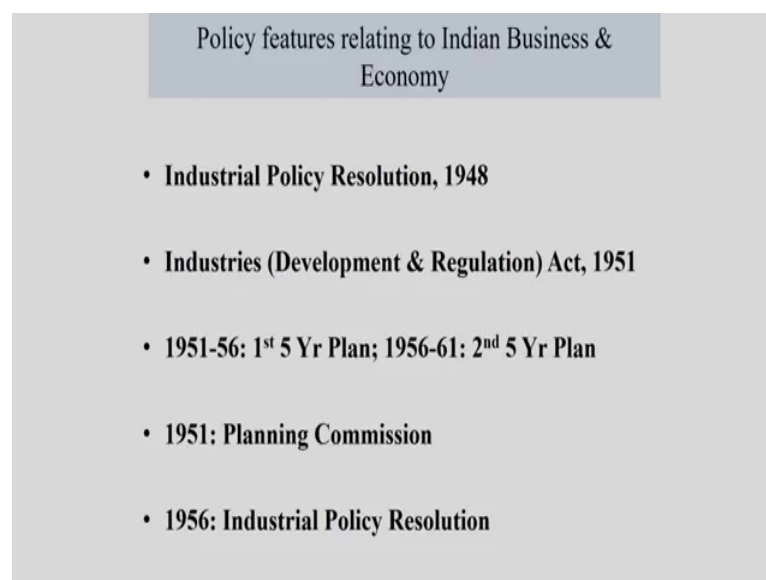 Policy features relating to Indian Business &
Economy
• Industrial Policy Resolution, 1948
• Industries (Development & Regulation) Act, 1951
• 1951-56: 1st 5 Yr Plan; 1956-61: 2nd 5 Yr Plan
• 1951: Planning Commission
• 1956: Industrial Policy Resolution